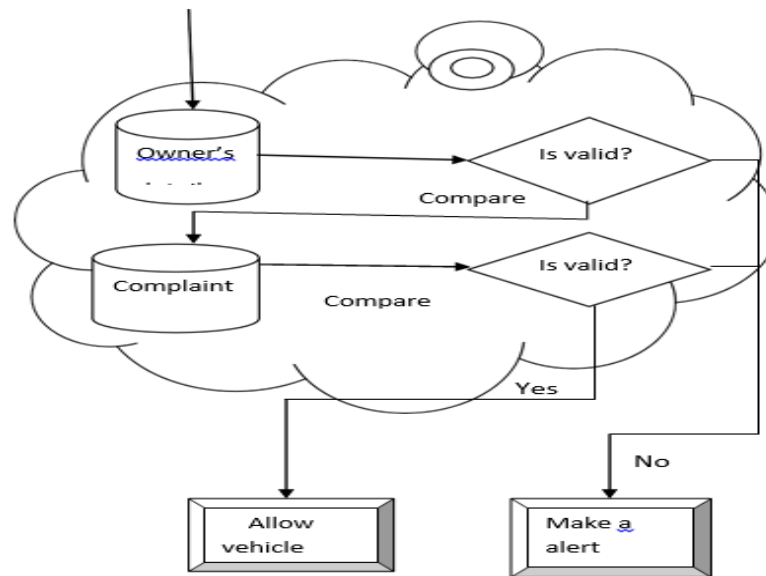 Owner's
Is valid?
Compare
Is valid?
Complaint
Compare
Yes
No
Allow
vehicle
Make a
alert